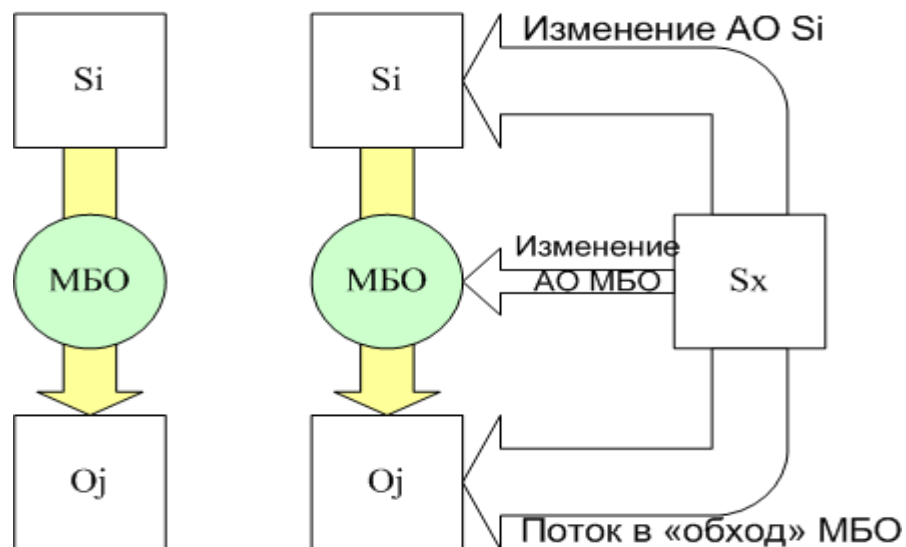 Si
Si
Изменение АО Si
МБО
МБО
Изменение
АО МБО
Sx
Oj
Oj
Поток в «обход» МБО